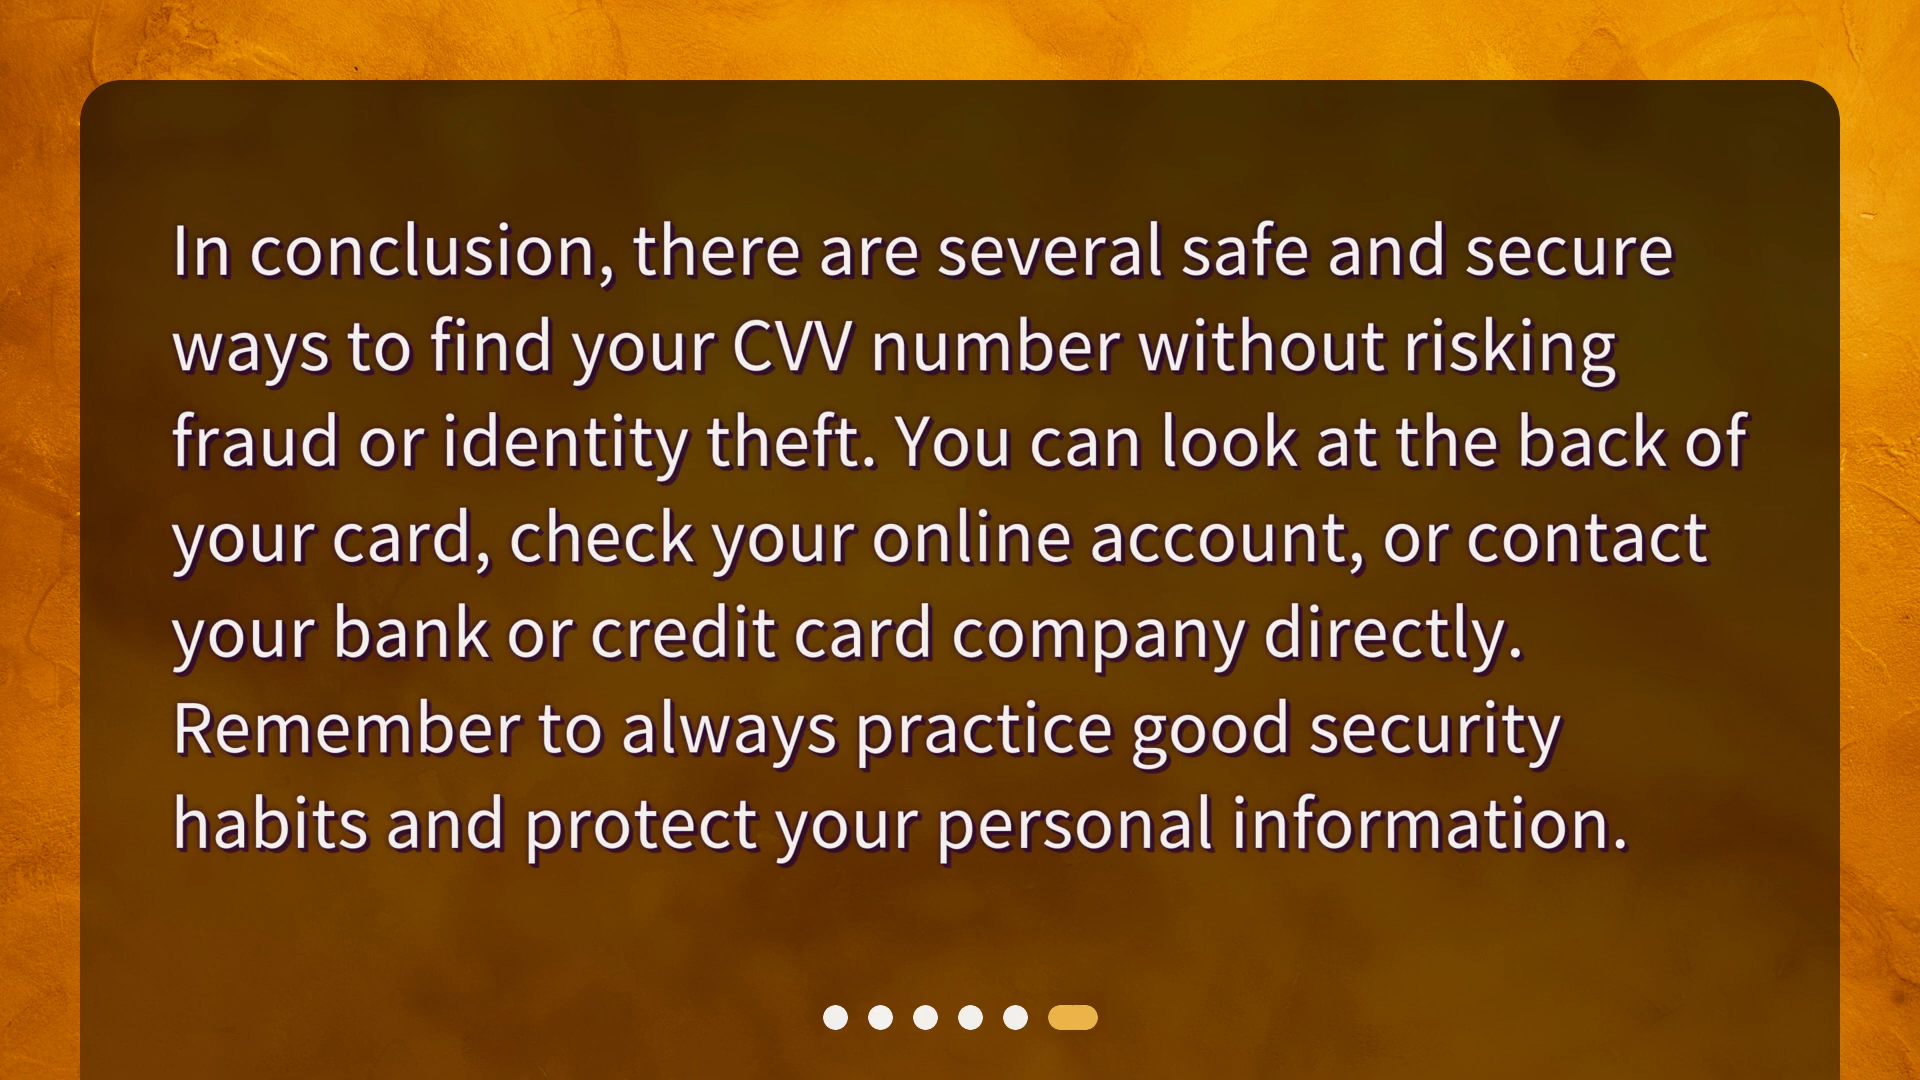 In conclusion, there are several safe and secure
ways to find your CVV number without risking
fraud or identity theft. You can look at the back of
your card, check your online account, or contact
your bank or credit card company directly.
Remember to always practice good security
habits and protect your personal information.